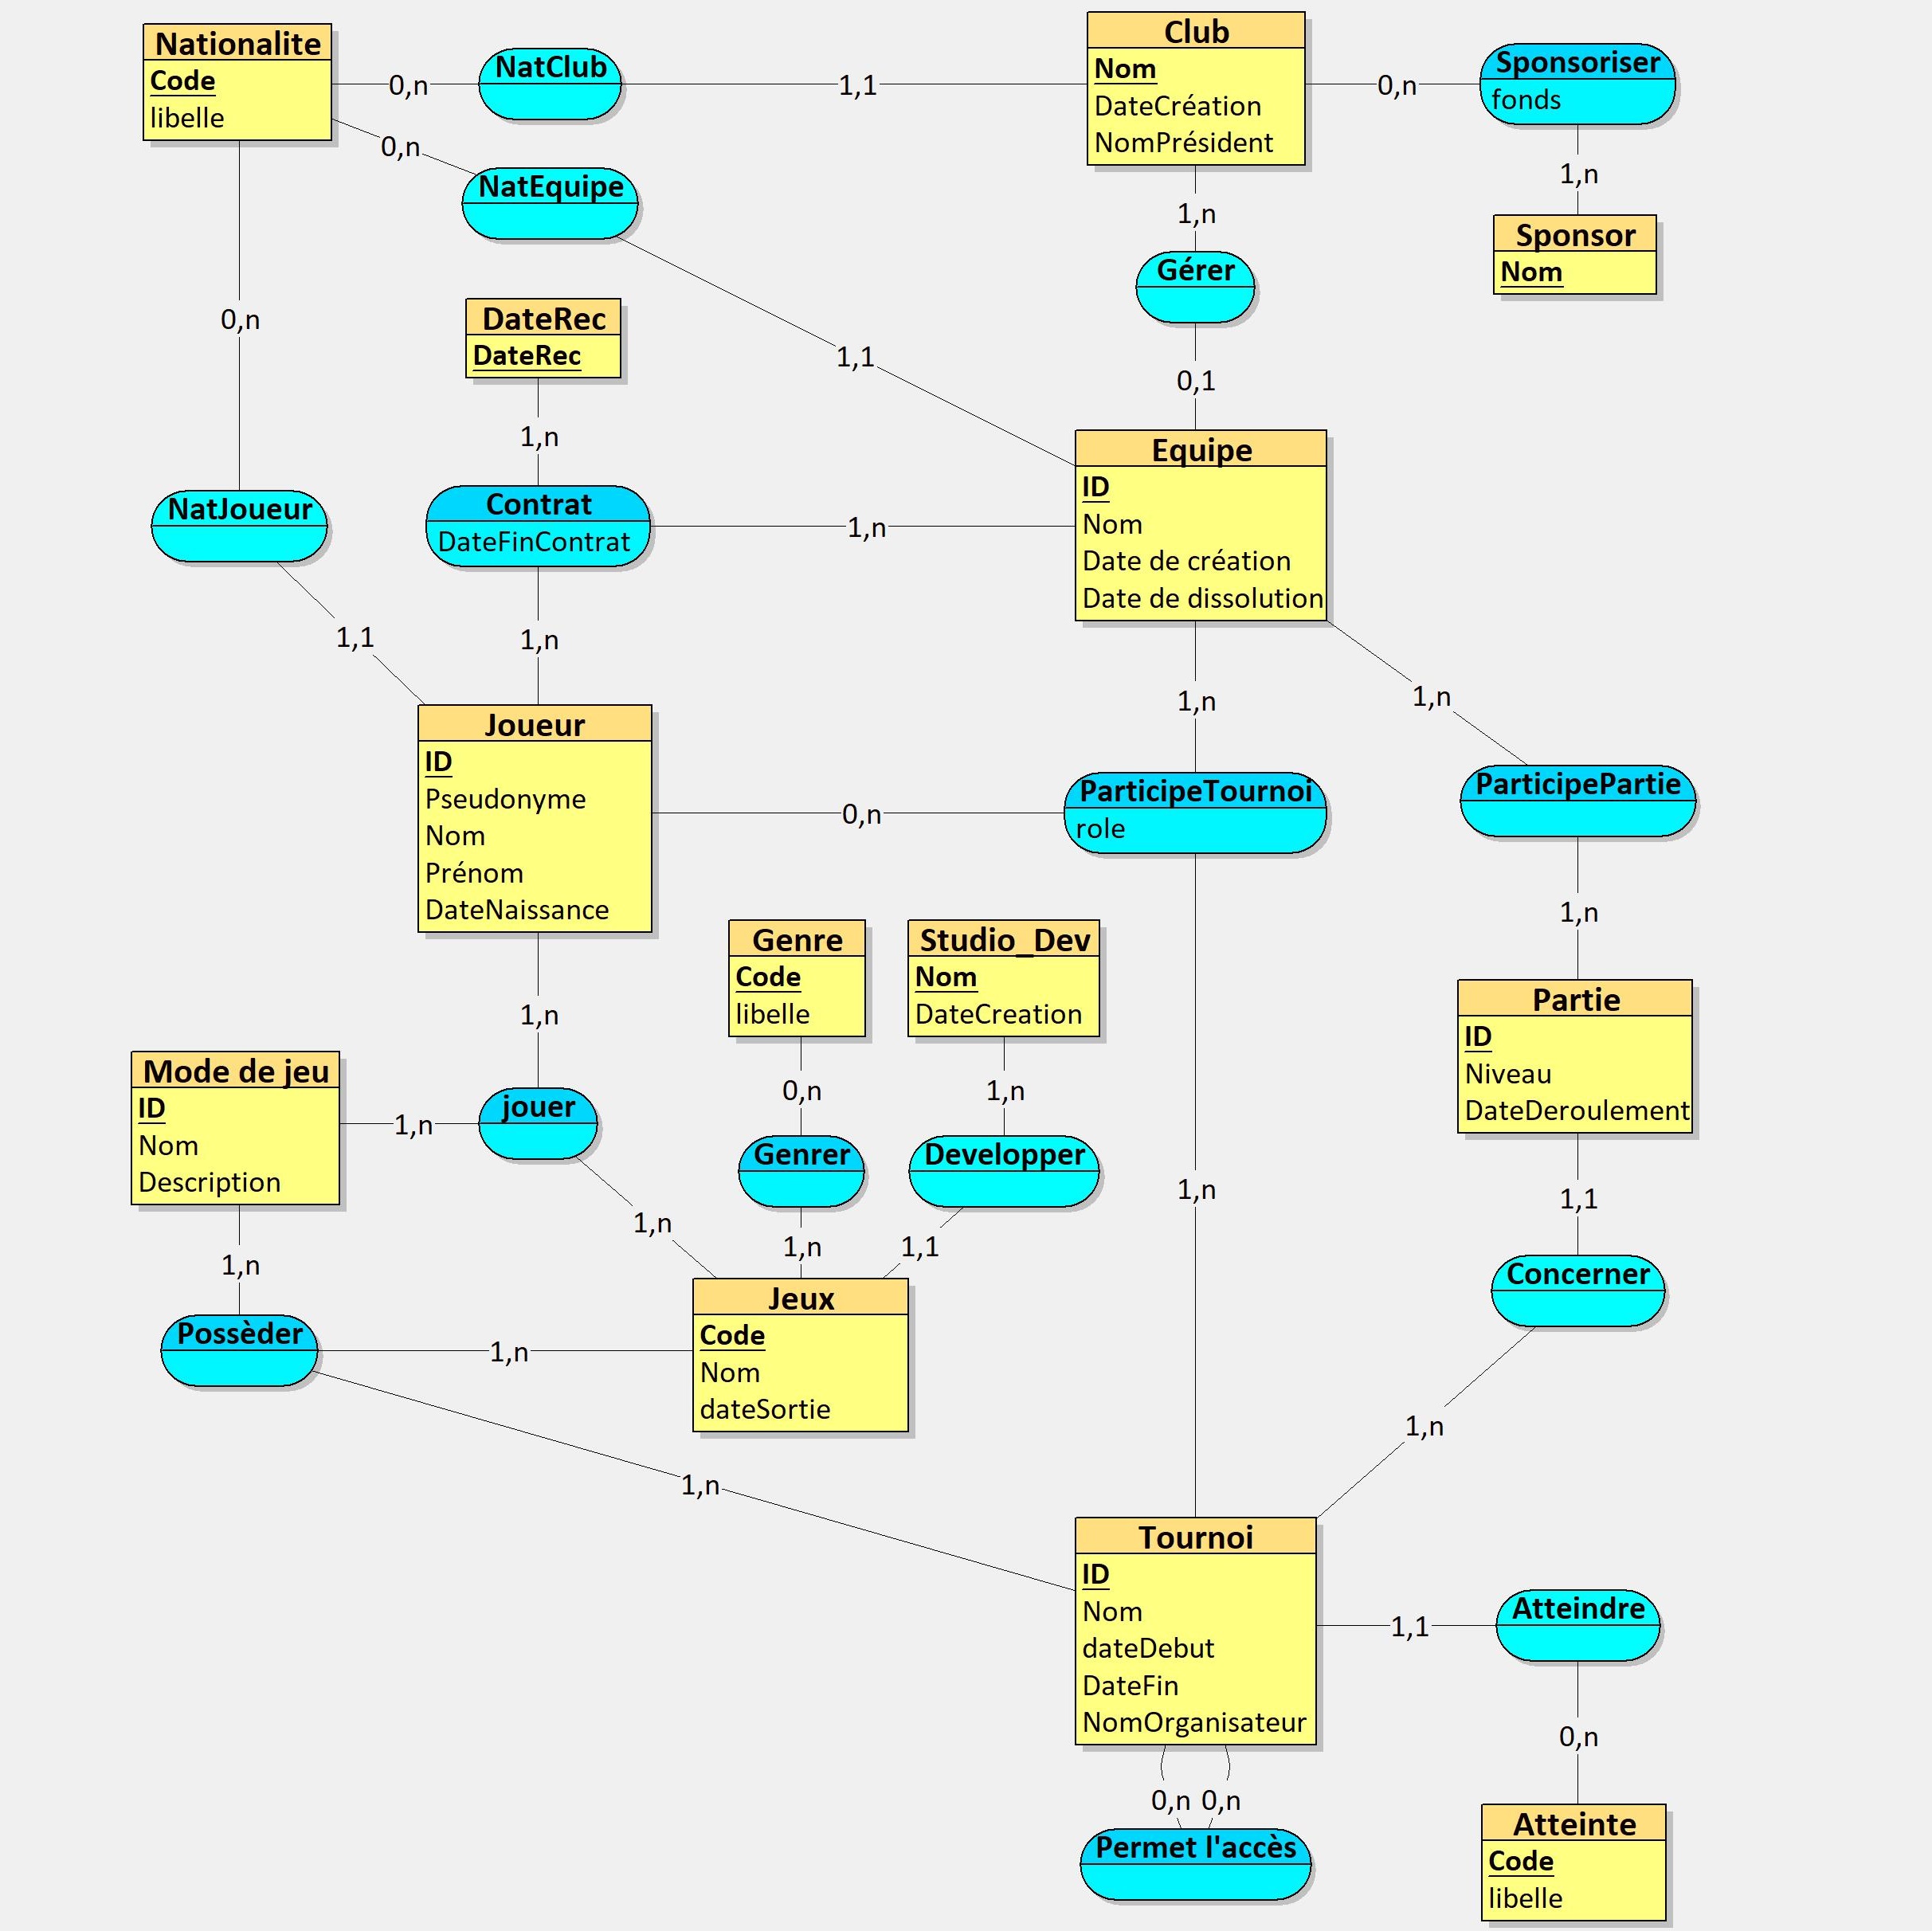 Nationalite
Code
libelle
0,n
NatClub
1,1
Club
Nom
DateCréation
NomPrésident
0,n
Sponsoriser
fonds
1,n
Sponsor
Nom
0,n
NatEquipe
1,1
1,n
Gérer
0,1
0,n
DateRec
DateRec
1,n
Equipe
ID
Nom
Date de création
Date de dissolution
NatJoueur
Contrat
DateFinContrat
1,n
1,1
1,n
1,n
1,n
Joueur
ID
Pseudonyme
Nom
Prénom
DateNaissance
0,n
ParticipeTournoi
role
ParticipePartie
1,n
Genre
Code
libelle
Studio_Dev
Nom
DateCreation
Partie
ID
Niveau
DateDeroulement
1,n
Mode de jeu
ID
Nom
Description
1,n
jouer
0,n
1,n
Genrer
Developper
1,n
1,1
1,n
1,n
1,1
1,n
Concerner
Possèder
1,n
Jeux
Code
Nom
dateSortie
1,n
1,n
Tournoi
ID
Nom
dateDebut
DateFin
NomOrganisateur
1,1
Atteindre
0,n
0,n
0,n
Permet l'accès
Atteinte
Code
libelle